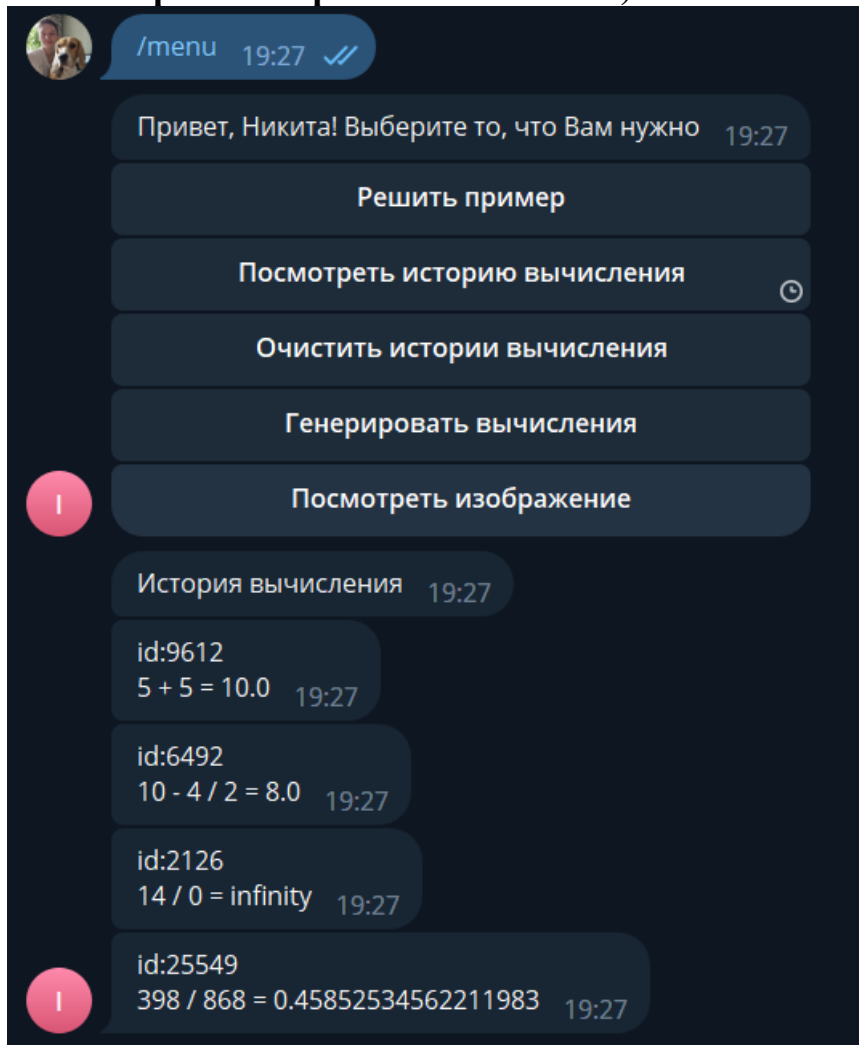 /menu 19:27
Привет, Никита! Выберите то, что Вам нужно 19:27
Решить пример
Посмотреть историю вычисления
Очистить истории вычисления
Генерировать вычисления
Посмотреть изображение
I
История вычисления 19:27
id:9612
5 + 5 = 10.0 19:27
id:6492
10 - 4 / 2 = 8.0 19:27
id:2126
14 / 0 = infinity 19:27
id:25549
398 / 868 = 0.45852534562211983 19:27
I